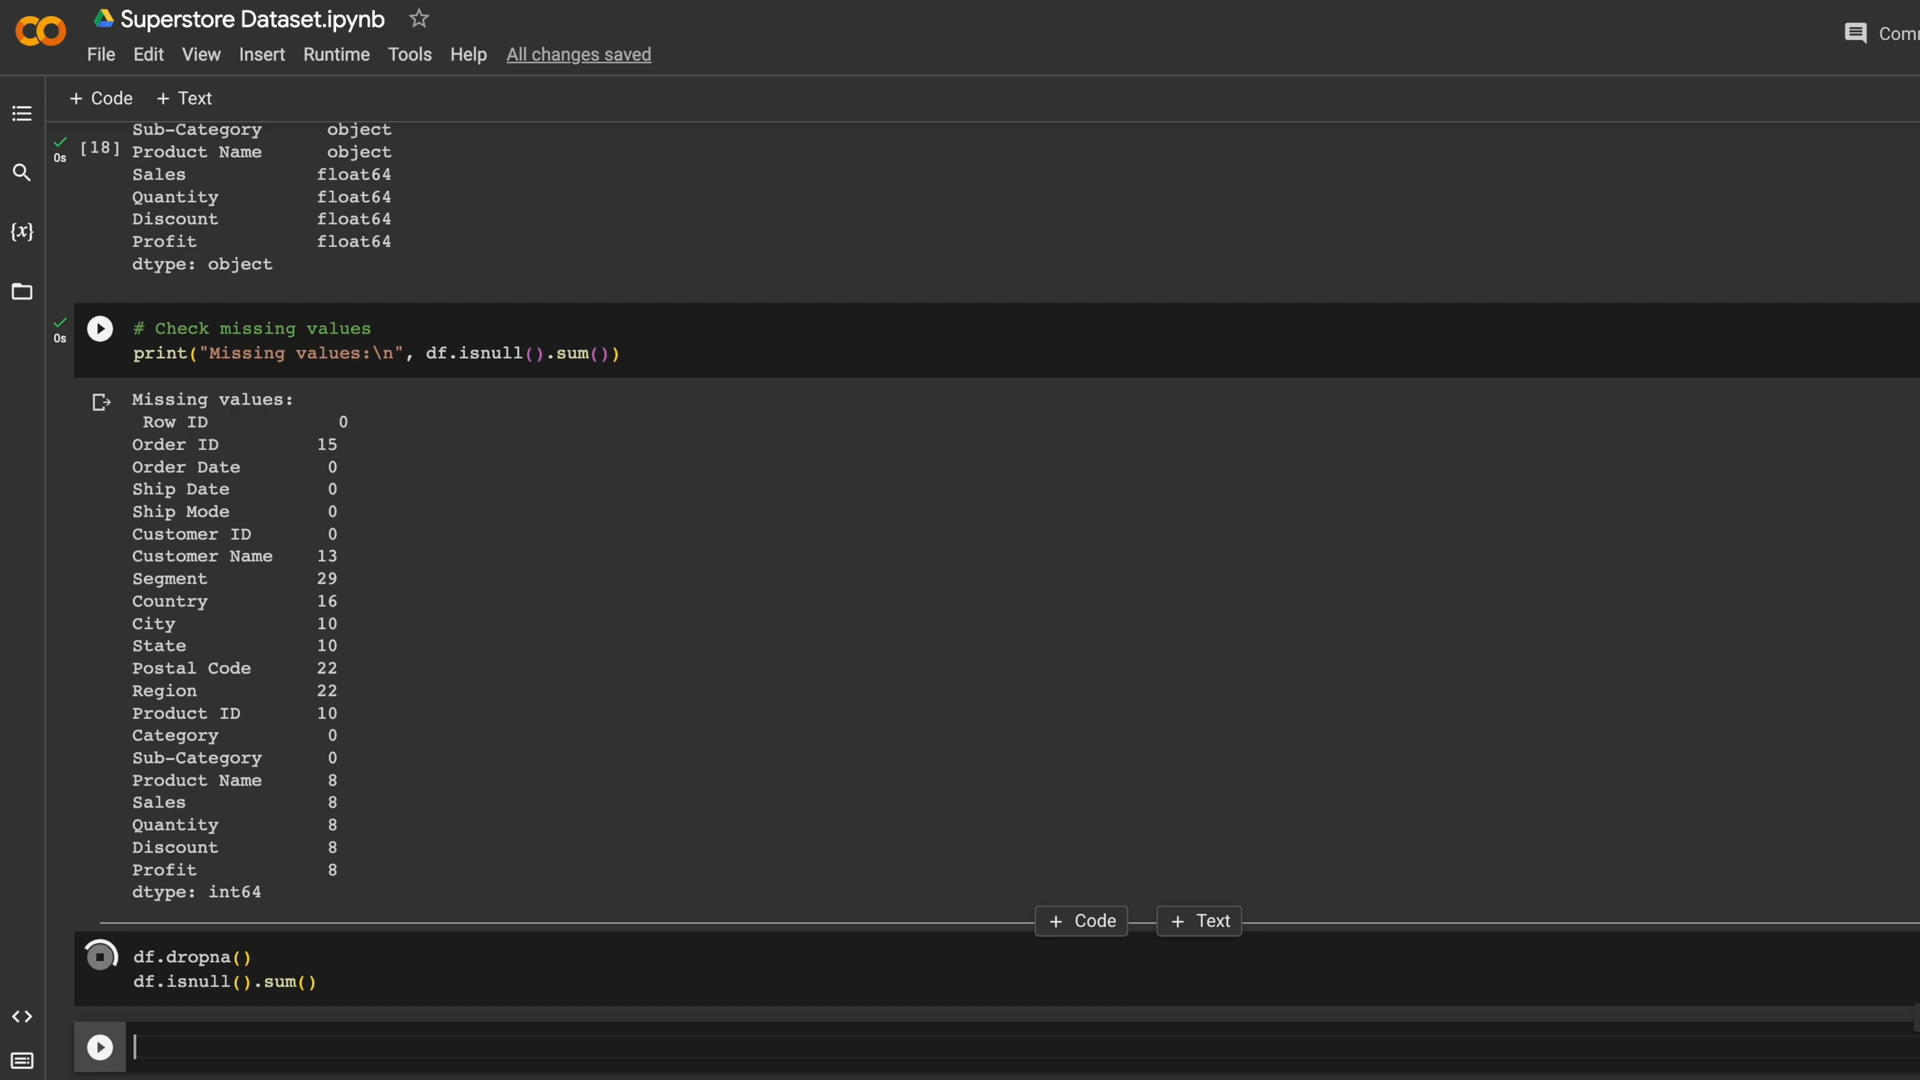 Superstore Dataset.ipynb
File Edit View Insert Runtime Tools Help All changes saved
+ Code + Text
Sub-Category object
[18] Product Name object
0s
Sales float64
Quantity float64
Discount float64
Profit float64
dtype: object
# Check missing values
0s
print("Missing values:\n", df.isnull().sum())
Missing values:
Row ID 0
Order ID 15
Order Date 0
Ship Date 0
Ship Mode 0
Customer ID 0
Customer Name 13
Segment 29
Country 16
City 10
State 10
Postal Code 22
Region 22
Product ID 10
Category 0
Sub-Category 0
Product Name 8
Sales 8
Quantity 8
Discount 8
Profit 8
dtype: int64
+ Code + Text
df.dropna()
df.isnull().sum()